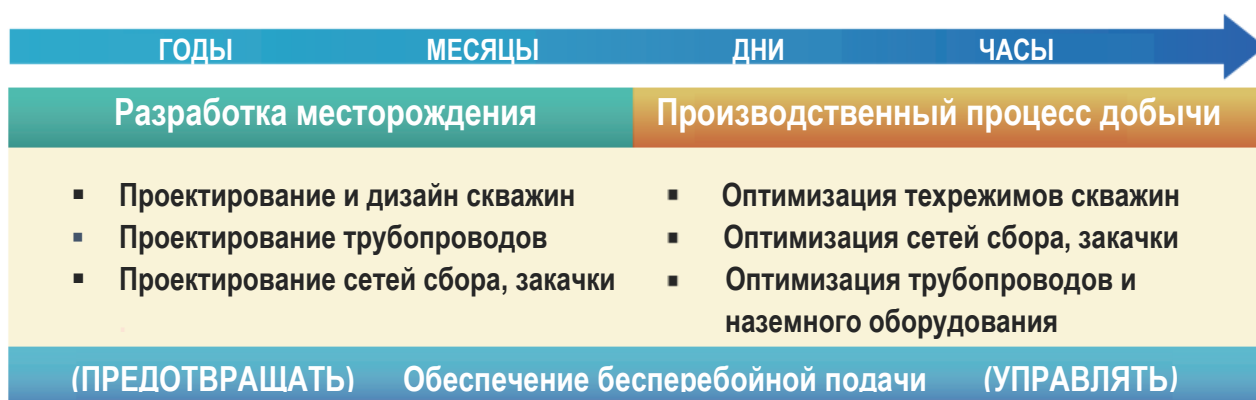 ГОДЫ МЕСЯЦЫ ДНИ ЧАСЫ
Разработка месторождения Производственный процесс добычи
▪ Проектирование и дизайн скважин
▪ Проектирование трубопроводов
▪ Проектирование сетей сбора, закачки
▪ Оптимизация техрежимов скважин
▪ Оптимизация сетей сбора, закачки
▪ Оптимизация трубопроводов и
наземного оборудования
(ПРЕДОТВРАЩАТЬ) Обеспечение бесперебойной подачи (УПРАВЛЯТЬ)